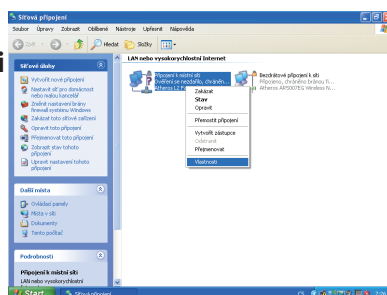 Síťová připojení
Soubor Úpravy Zobrazit Oblíbené Nástroje Upřesnit Nápověda
Zpět Hledat Složky
LAN nebo vysokorychlostní Internet
Síťové úlohy
Vytvořit nové připojení
Nastavit síť pro domácnost
nebo malou kancelář
Změnit nastavení brány
firewall systému Windows
Zakázat toto síťové zařízení
Opravit toto připojení
Přejmenovat toto připojení
Zobrazit stav tohoto
připojení
Upravit nastavení tohoto
připojení
Další místa
Ovládací panely
Místa v síti
Dokumenty
Tento počítač
Podrobnosti
Připojení k místní síti
LAN nebo vysokorychlostní
Připojení k místní síti
Ověření se nezdařilo, chráněn...
Atheros L2 Fa
Bezdrátové připojení k síti
Připojeno, chráněno bránou fi...
Atheros AR5007EG Wireless N...
Zakázat
Stav
Opravit
Přemostit připojení
Vytvořit zástupce
Odstranit
Přejmenovat
Vlastnosti
i
Start
Síťová připojení
CS